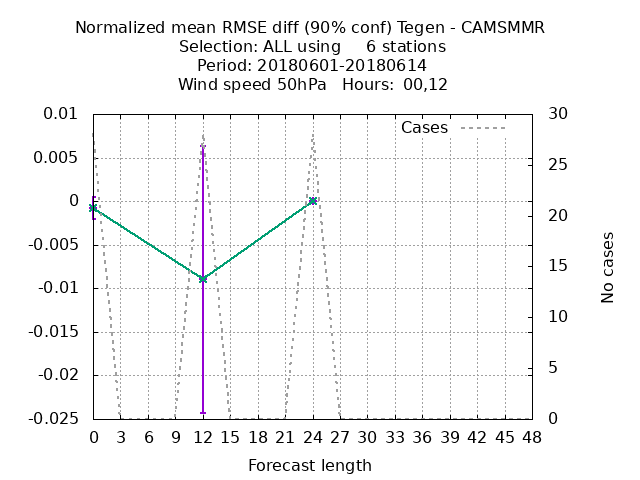 Normalized mean RMSE diff (90% conf) Tegen - CAMSMMR
Selection: ALL using     6 stations
Period: 20180601-20180614
Wind speed 50hPa   Hours:  00,12
Cases
0.01
0.005
0
-0.005
-0.01
-0.015
-0.02
-0.025
30
25
20
15
10
5
0
No cases
0 3 6 9 12 15 18 21 24 27 30 33 36 39 42 45 48
Forecast length